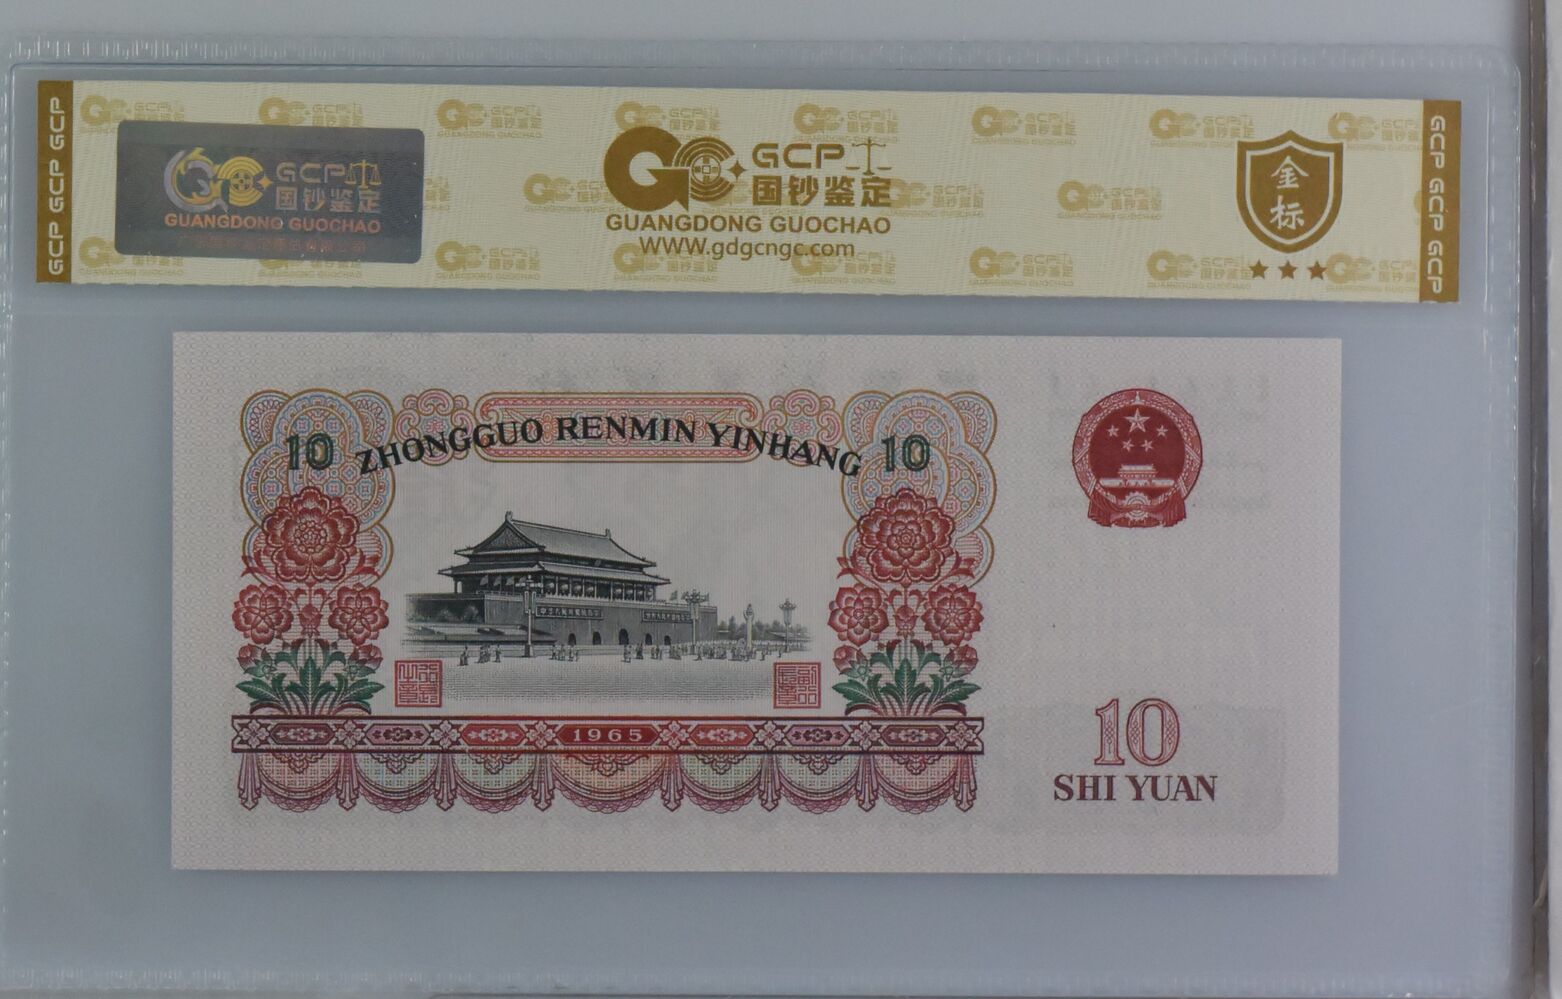 GCP GCP GCP
GCP
国钞鉴定
GUANGDONG GUOCHAO
GCP
国钞鉴定
GUANGDONG GUOCHAO
WWW.gdgcngc.com
金
标
GCP GCP GCP
10 ZHONGGUO RENMIN YINHANG 10
1965
10
SHI YUAN